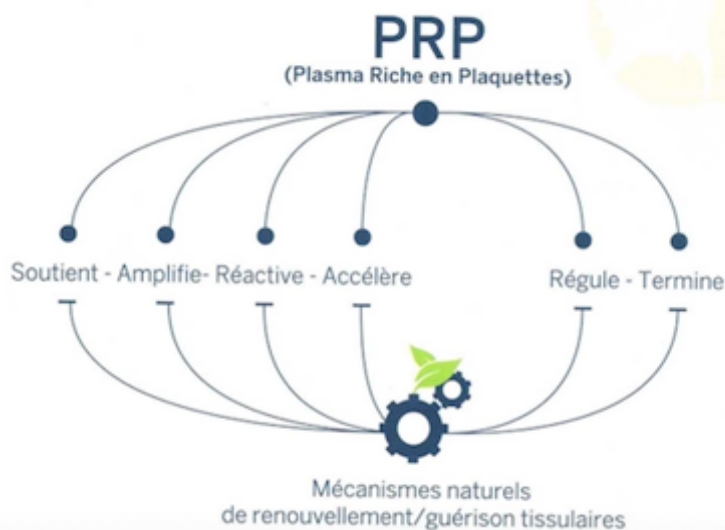 PRP
(Plasma Riche en Plaquettes)
Soutient - Amplifie- Réactive - Accélère Régule - Termine
Mécanismes naturels
de renouvellement/guérison tissulaires